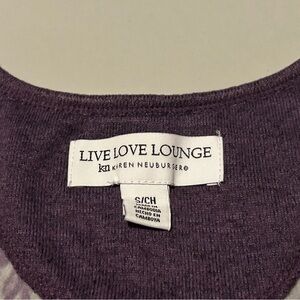 LIVE LOVE LOUNGE
kn KAREN NEUBURGER®
S/CH
MADE IN
CAMBODIA
HECHO EN
CAMBOYA